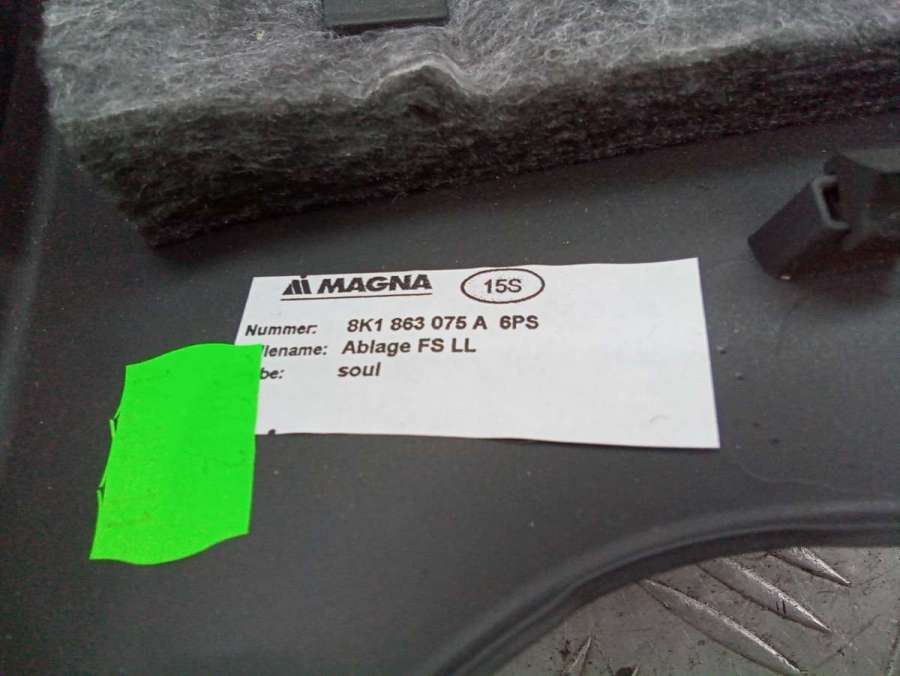 MAGNA 15S
Nummer: 8K1 863 075 A 6PS
lename: Ablage FS LL
be: soul